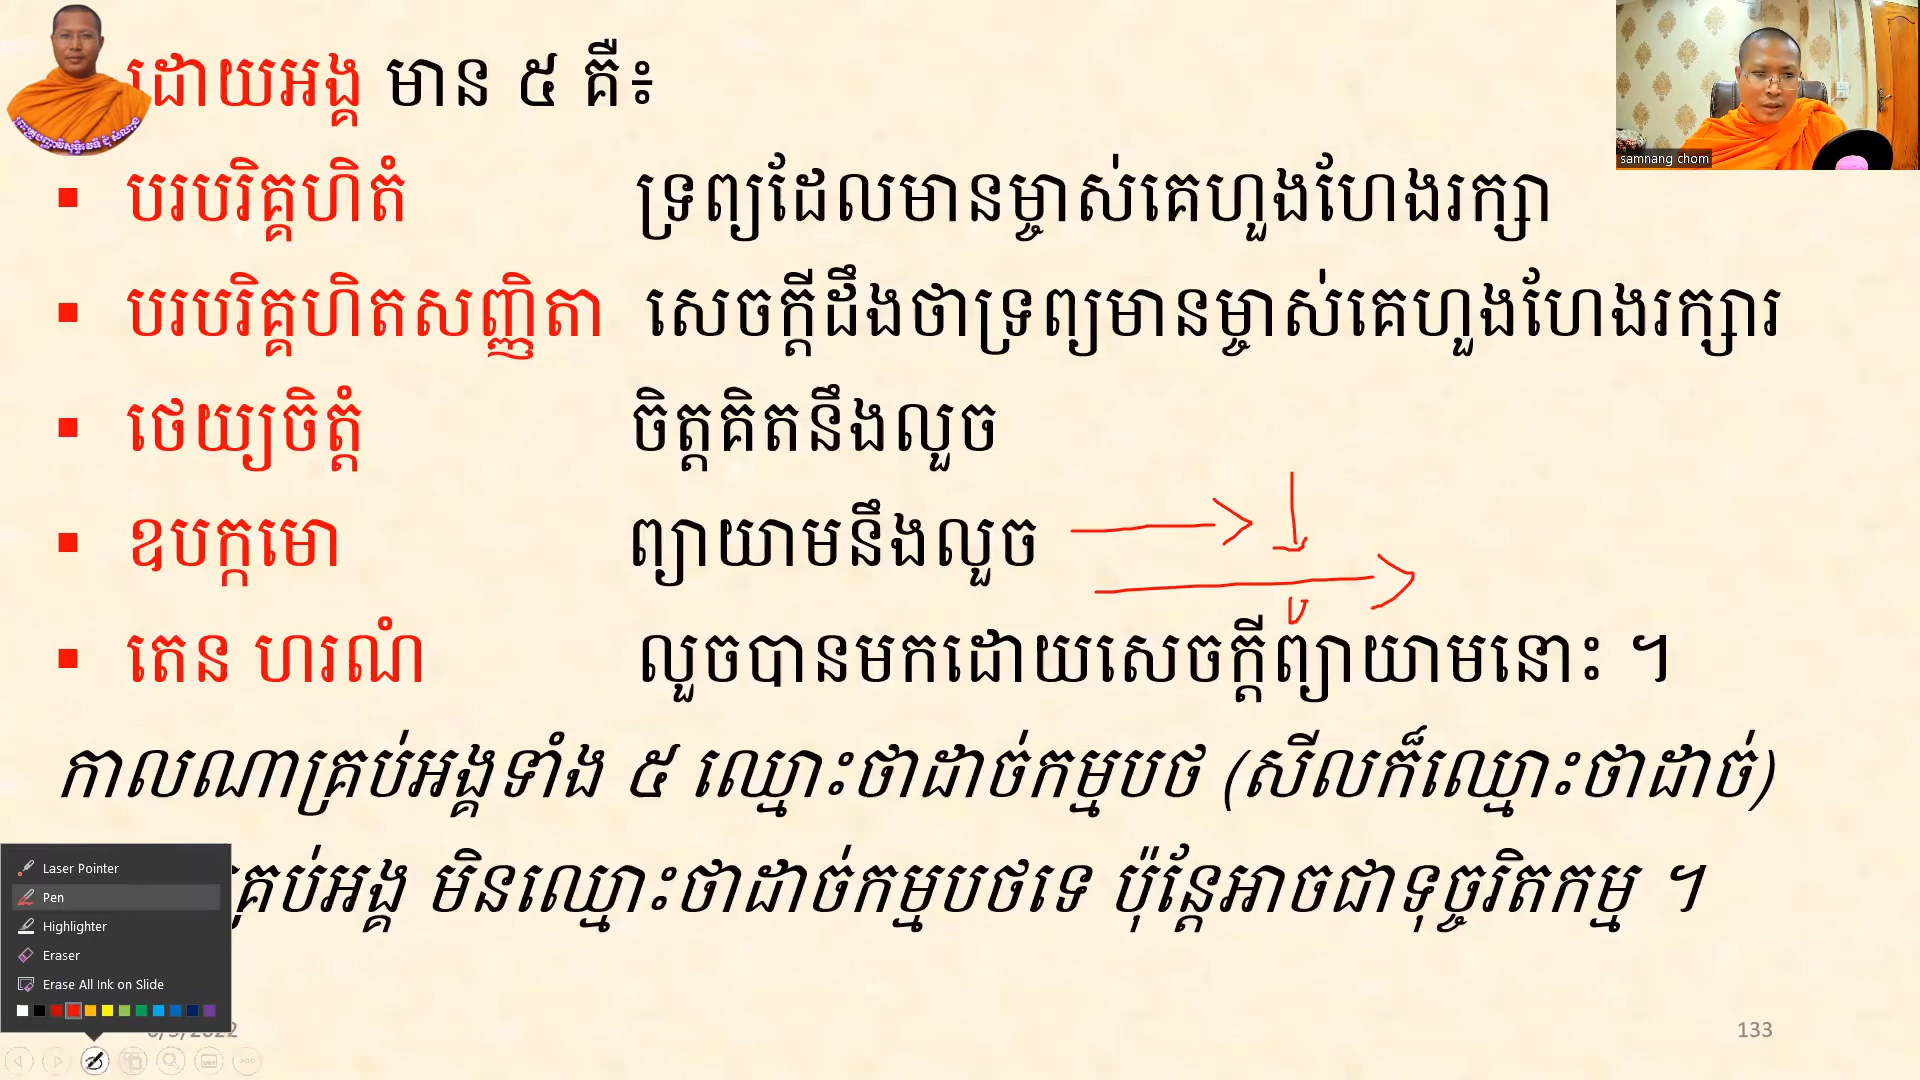 ដោយអង្គ មាន ៥ គឺ៖
samnang chom
▪ បរបរិគ្គហិតំ ទ្រព្យដែលមានម្ចាស់គេហួងហែងរក្សា
▪ បរបរិគ្គហិតសញ្ញិតា សេចក្តីដឹងថាទ្រព្យមានម្ចាស់គេហួងហែងរក្សារ
▪ ថេយ្យចិត្តំ ចិត្តគិតនឹងលួច
▪ ឧបក្កមោ ព្យាយាមនឹងលួច
▪ តេន ហរណំ លួចបានមកដោយសេចក្តីព្យាយាមនោះ ។
កាលណាគ្រប់អង្គទាំង ៥ ឈ្មោះថាដាច់កម្មបថ (សីលក៏ឈ្មោះថាដាច់)
គ្រប់អង្គ មិនឈ្មោះថាដាច់កម្មបថទេ ប៉ុន្តែអាចជាទុច្ចរិតកម្ម ។
Laser Pointer
Pen
Highlighter
Eraser
Erase All Ink on Slide
133